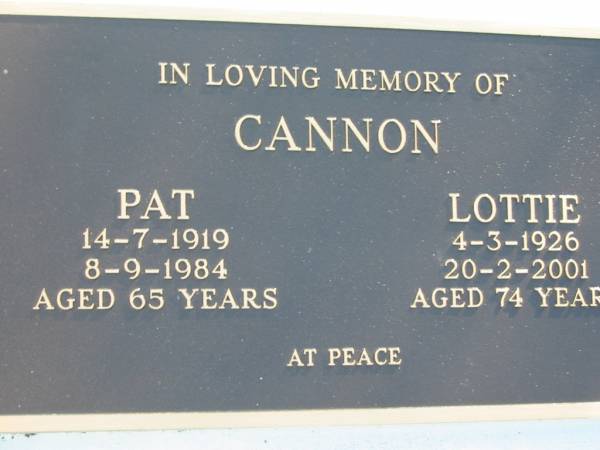 IN LOVING MEMORY OF
CANNON
PAT
14-7-1919
8-9-1984
AGED 65 YEARS
LOTTIE
4-3-1926
20-2-2001
AGED 74 YEAR
AT PEACE